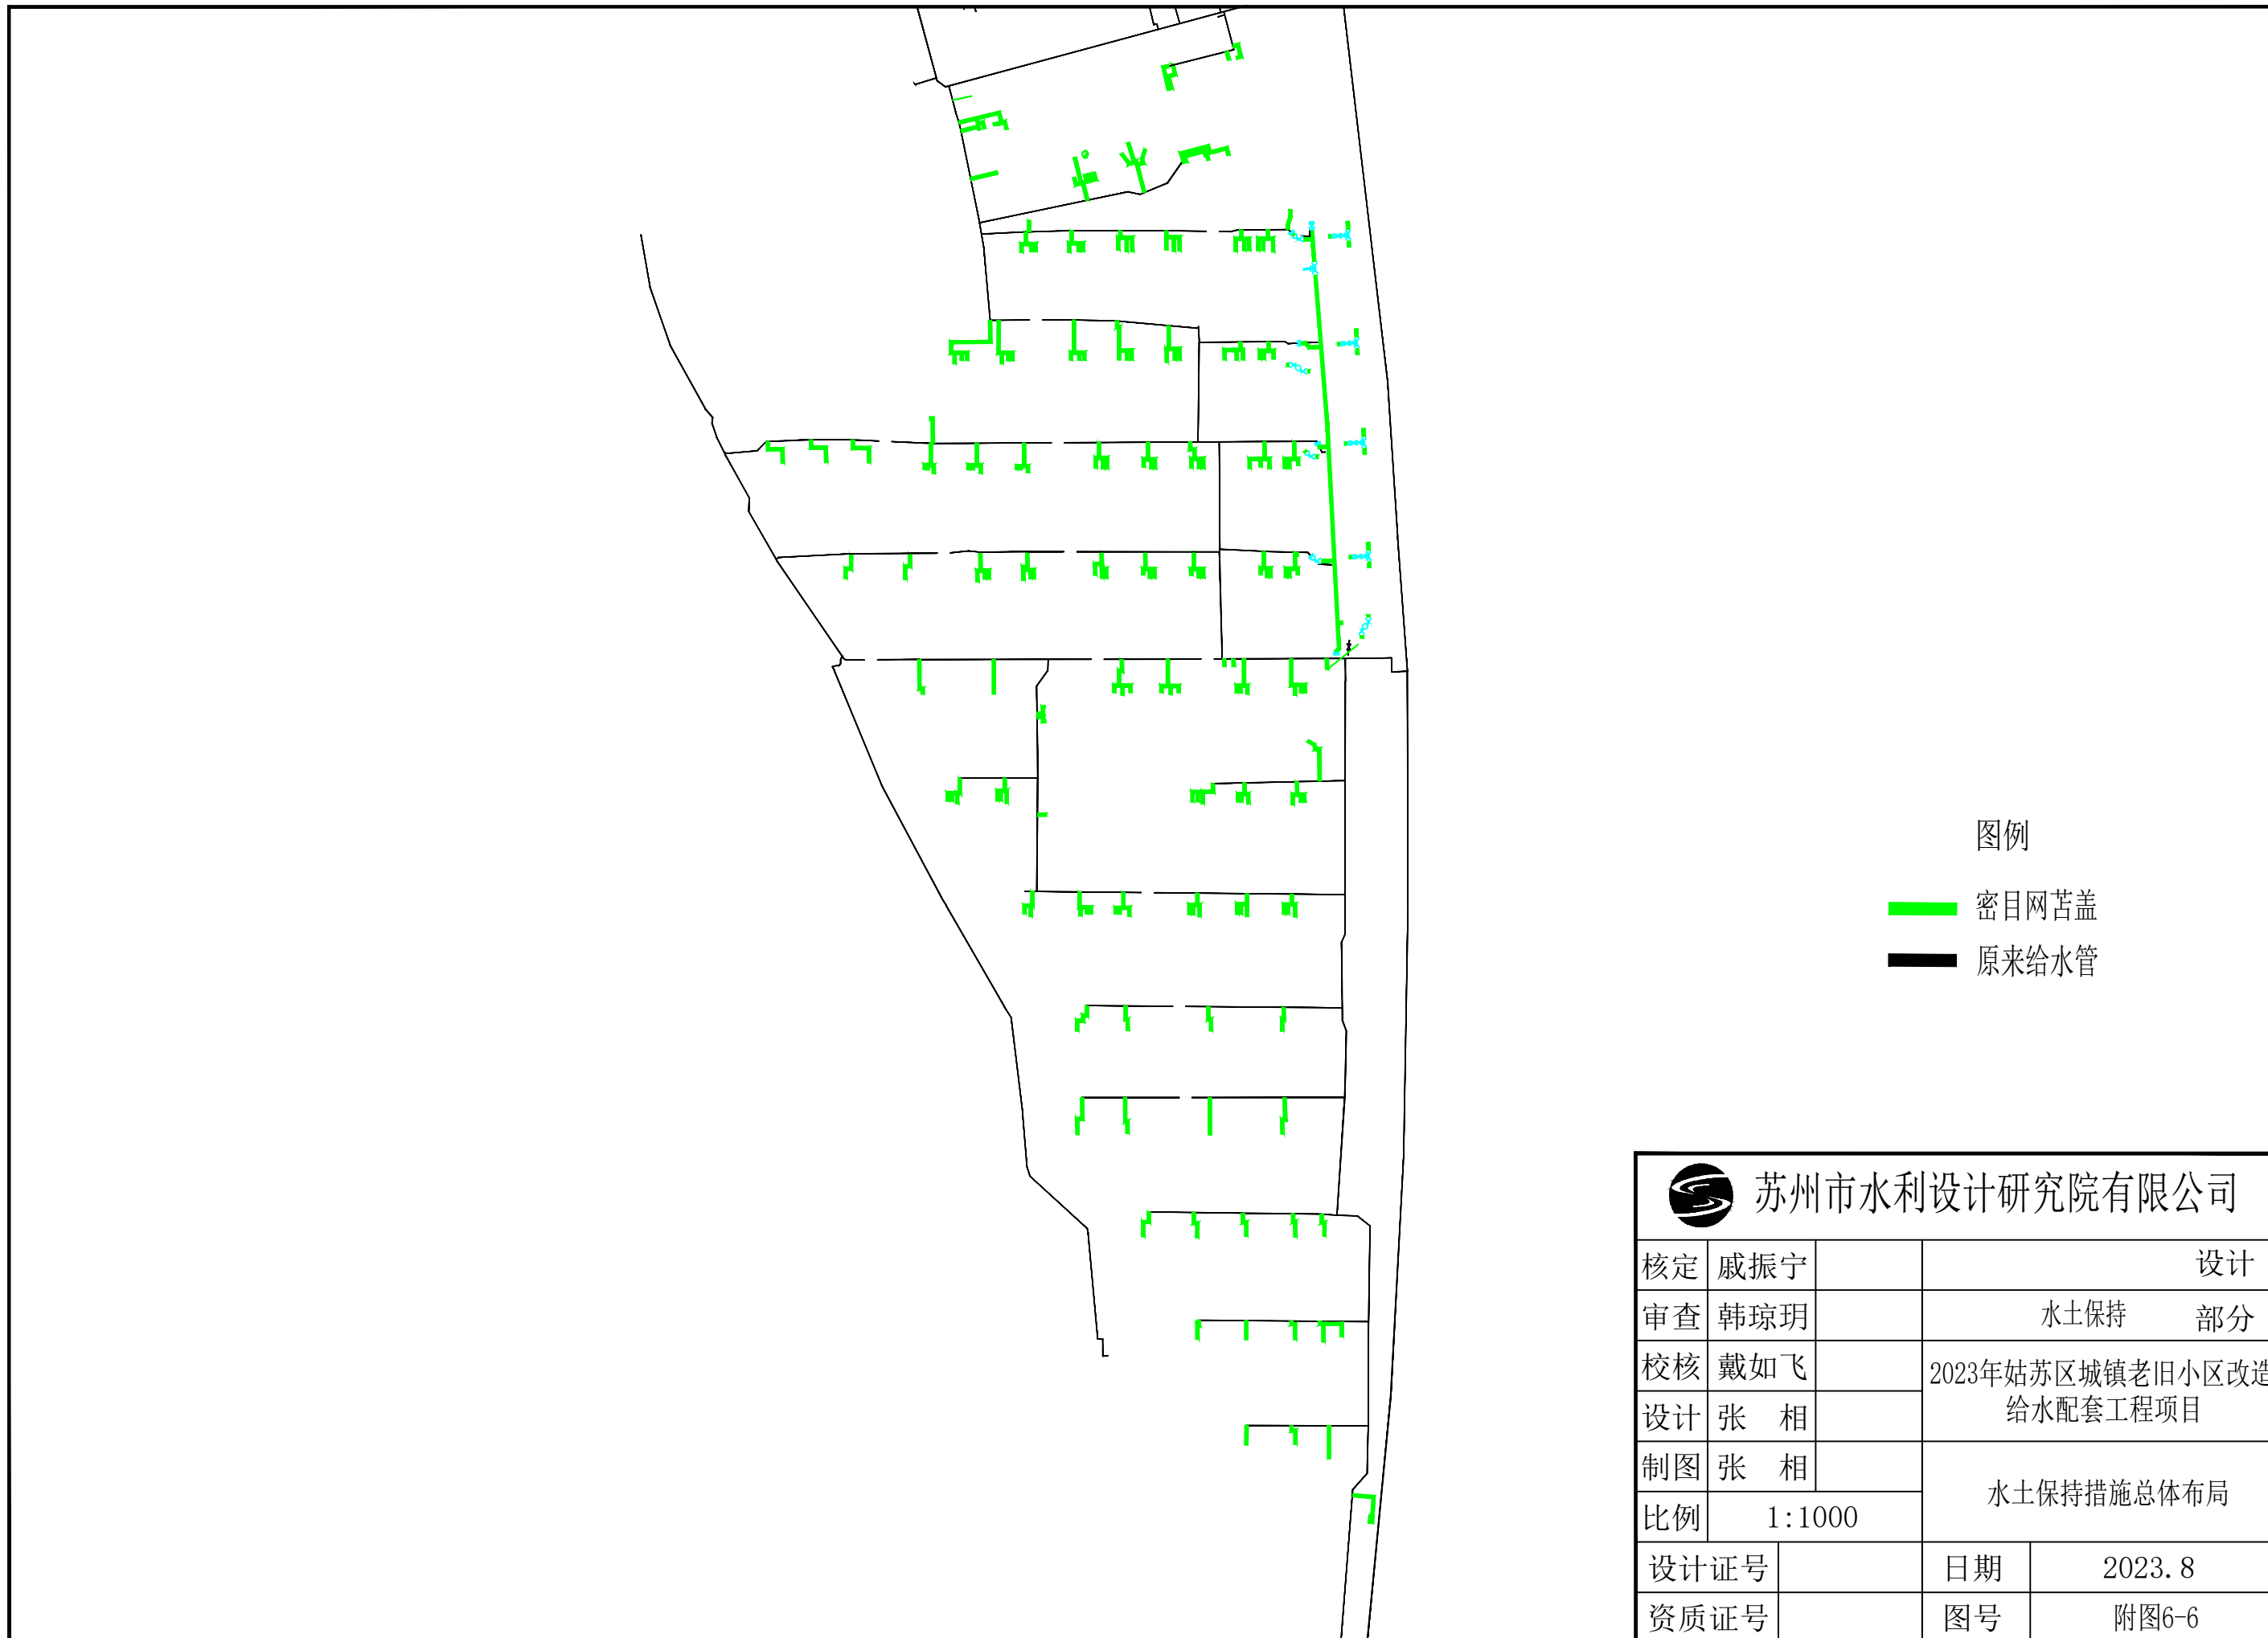 图例
密目网苫盖
原来给水管
苏州市水利设计研究院有限公司
核定 戚振宁 设计
审查 韩琼玥 水土保持 部分
校核 戴如飞 2023年姑苏区城镇老旧小区改造
给水配套工程项目
设计 张 相
制图 张 相
水土保持措施总体布局
比例 1:1000
设计证号 日期 2023.8
资质证号 图号 附图6-6